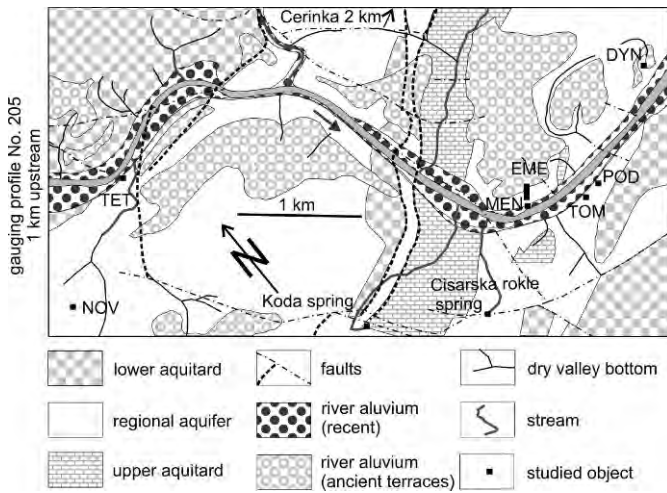 Cerinka 2 km
DYN
gauging profile No. 205
1 km upstream
EME
POD
MEN
TET
TOM
1 km
N
Cisarska rokle
spring
Koda spring
NOV
lower aquitard
faults
dry valley bottom
regional aquifer
river aluvium
(recent)
stream
upper aquitard
river aluvium
(ancient terraces)
studied object